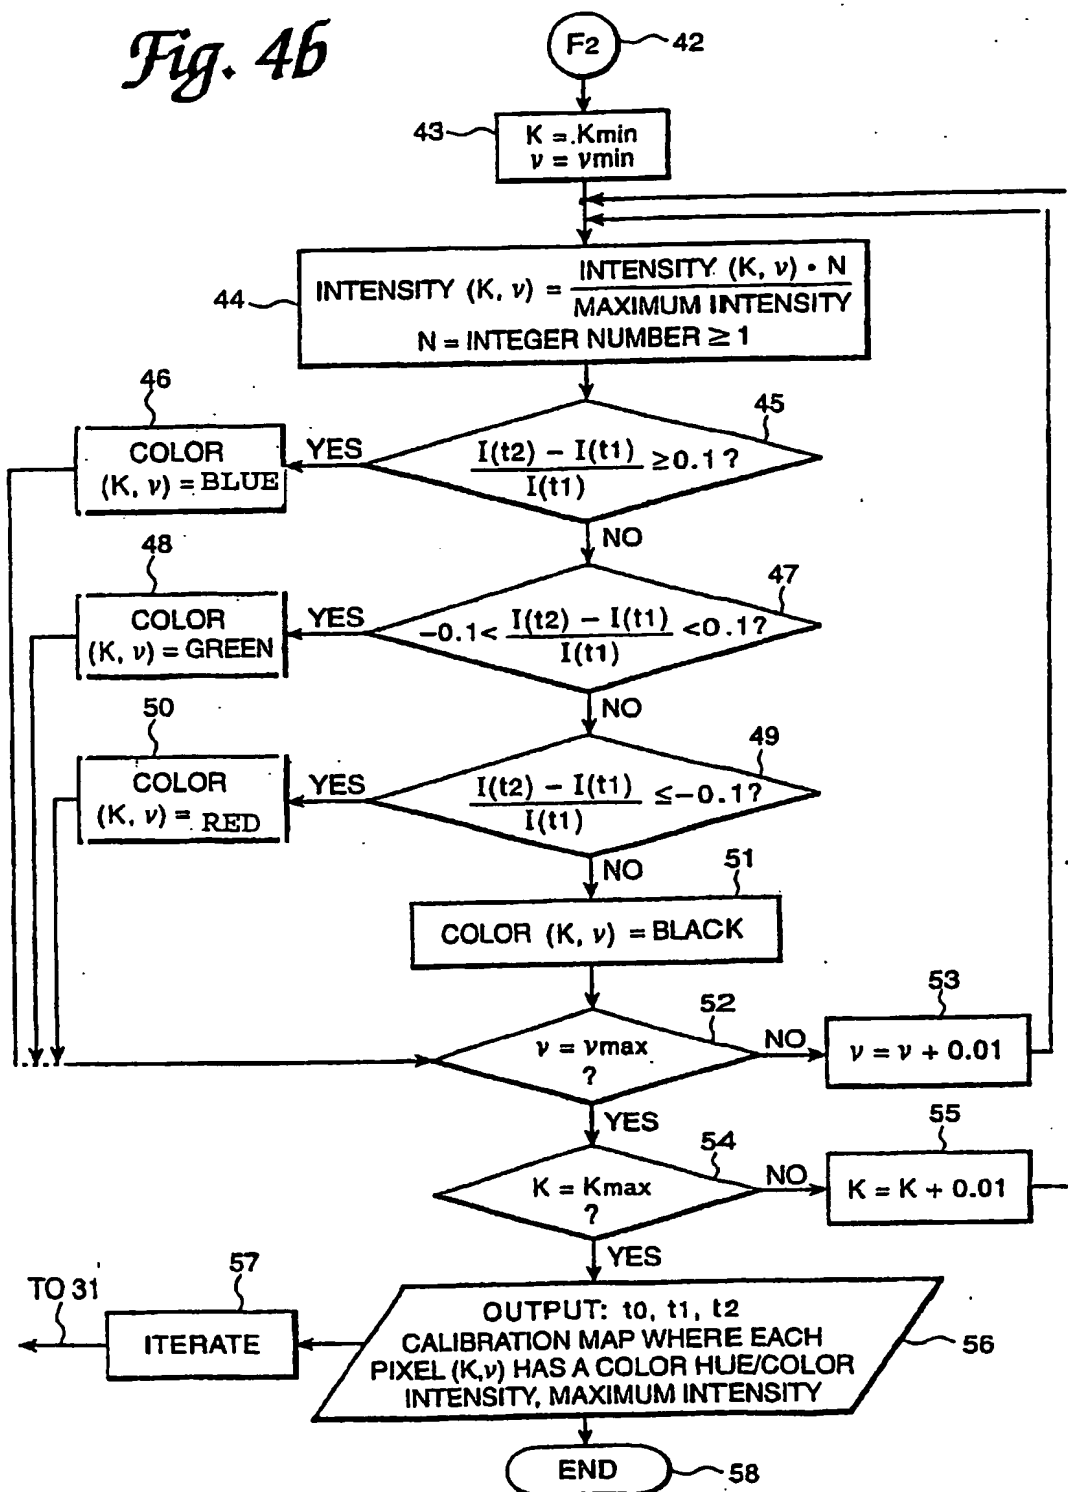 Fig. 4b
F2
42
43
K = .Kmin
ν = νmin
44
INTENSITY (K, ν) = INTENSITY. (K, ν) • N
MAXIMUM INTENSITY
N = INTEGER NUMBER ≥ 1
46
45
COLOR
(K, ν) = BLUE
YES
I(t2) − I(t1)
I(t1)
≥0.1?
NO
48
47
COLOR
(K, ν) = GREEN
YES
−0.1< I(t2) − I(t1) <0.1?
I(t1)
NO
50
49
COLOR
(K, ν) = RED
YES
I(t2) − I(t1)
I(t1)
≤−0.1?
NO
51
COLOR (K, ν) = BLACK
52
53
ν = νmax
?
NO
ν = ν + 0.01
YES
54
55
K = Kmax
?
NO
K = K + 0.01
YES
TO 31
57
ITERATE
OUTPUT: t0, t1, t2
CALIBRATION MAP WHERE EACH
PIXEL (K,ν) HAS A COLOR HUE/COLOR
INTENSITY, MAXIMUM INTENSITY
56
END
58